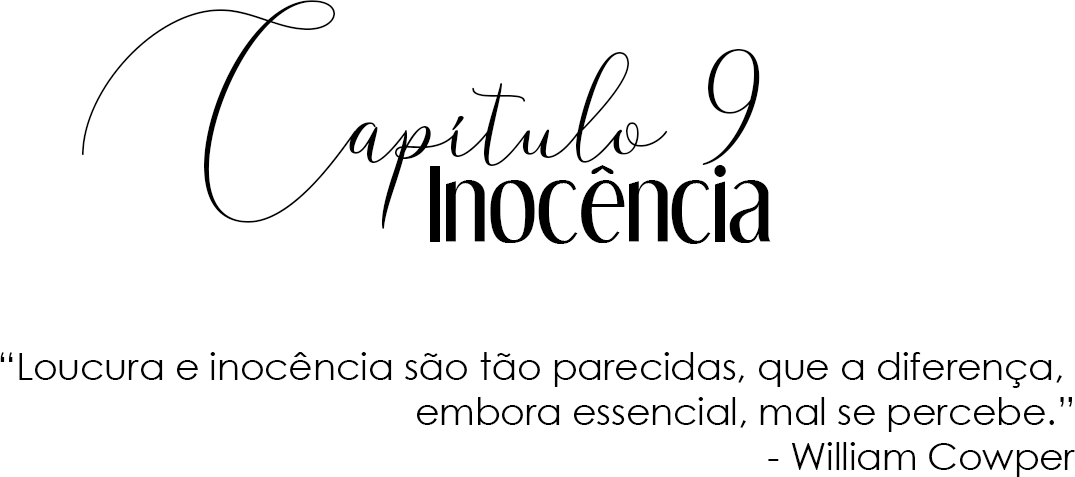 Capítulo 9
Inocência
“Loucura e inocência são tão parecidas, que a diferença,
embora essencial, mal se percebe.”
- William Cowper